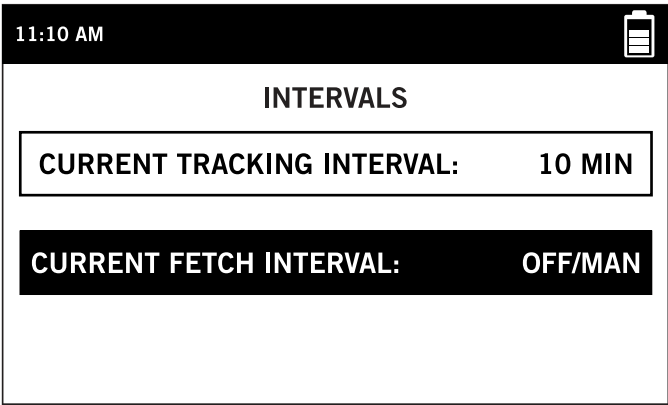 11:10 AM
INTERVALS
CURRENT TRACKING INTERVAL: 10 MIN
CURRENT FETCH INTERVAL: OFF/MAN